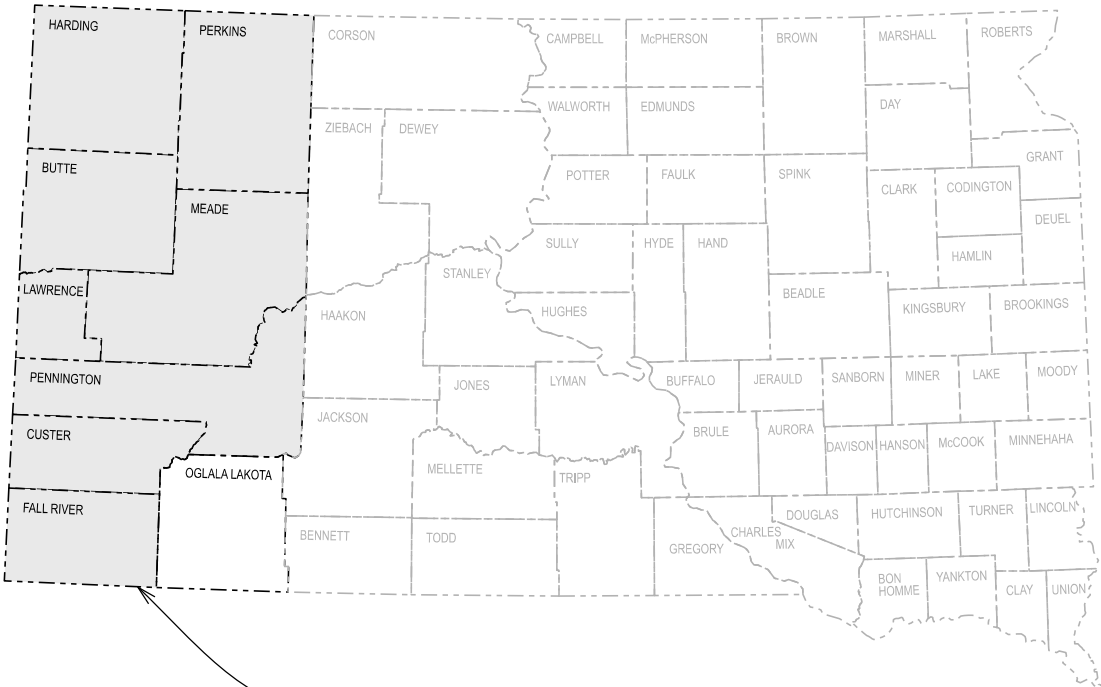 HARDING
PERKINS
CORSON
CAMPBELL
McPHERSON
BROWN
MARSHALL
ROBERTS
WALWORTH
EDMUNDS
DAY
ZIEBACH
DEWEY
GRANT
BUTTE
POTTER
FAULK
SPINK
CLARK
CODINGTON
MEADE
DEUEL
SULLY
HYDE
HAND
HAMLIN
STANLEY
LAWRENCE
BEADLE
KINGSBURY
BROOKINGS
HAAKON
HUGHES
PENNINGTON
JONES
LYMAN
BUFFALO
JERAULD
SANBORN
MINER
LAKE
MOODY
JACKSON
CUSTER
BRULE
AURORA
DAVISON
HANSON
McCOOK
MINNEHAHA
OGLALA LAKOTA
MELLETTE
TRIPP
FALL RIVER
DOUGLAS
HUTCHINSON
TURNER
LINCOLN
BENNETT
TODD
GREGORY
CHARLES
MIX
BON
HOMME
YANKTON
CLAY
UNION